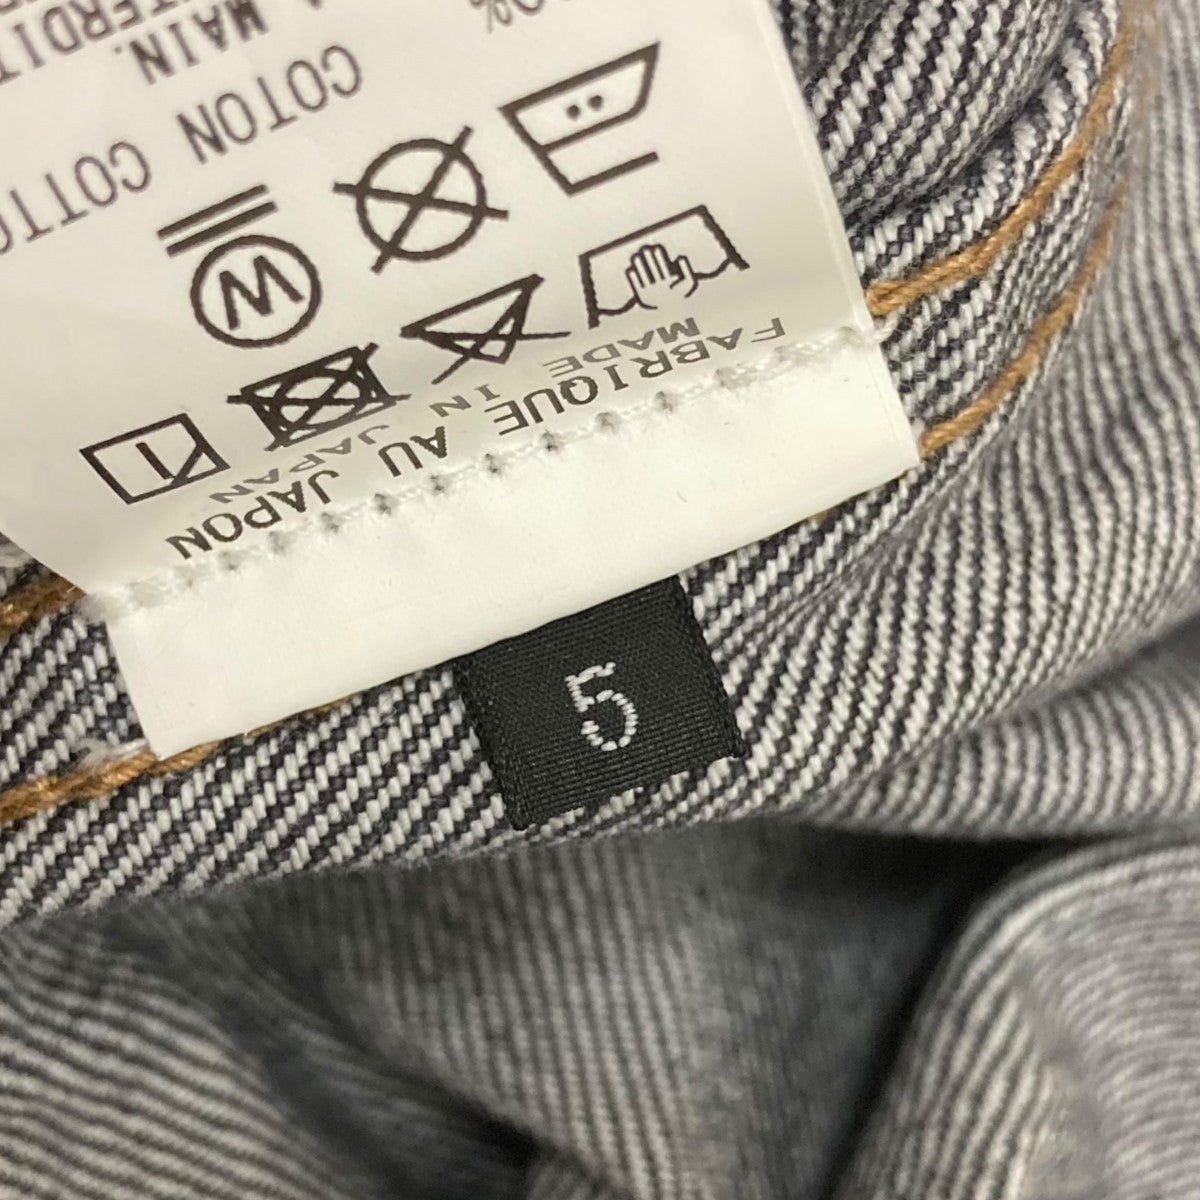 FABRIQUE AU JAPON
MADE IN JAPAN
W
COTON COTTO
MAIN.
5